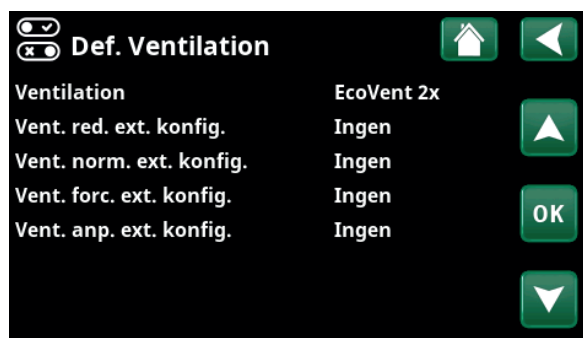 Def. Ventilation
Ventilation EcoVent 2x
Vent. red. ext. konfig. Ingen
Vent. norm. ext. konfig. Ingen
Vent. forc. ext. konfig. Ingen
Vent. anp. ext. konfig. Ingen
OK